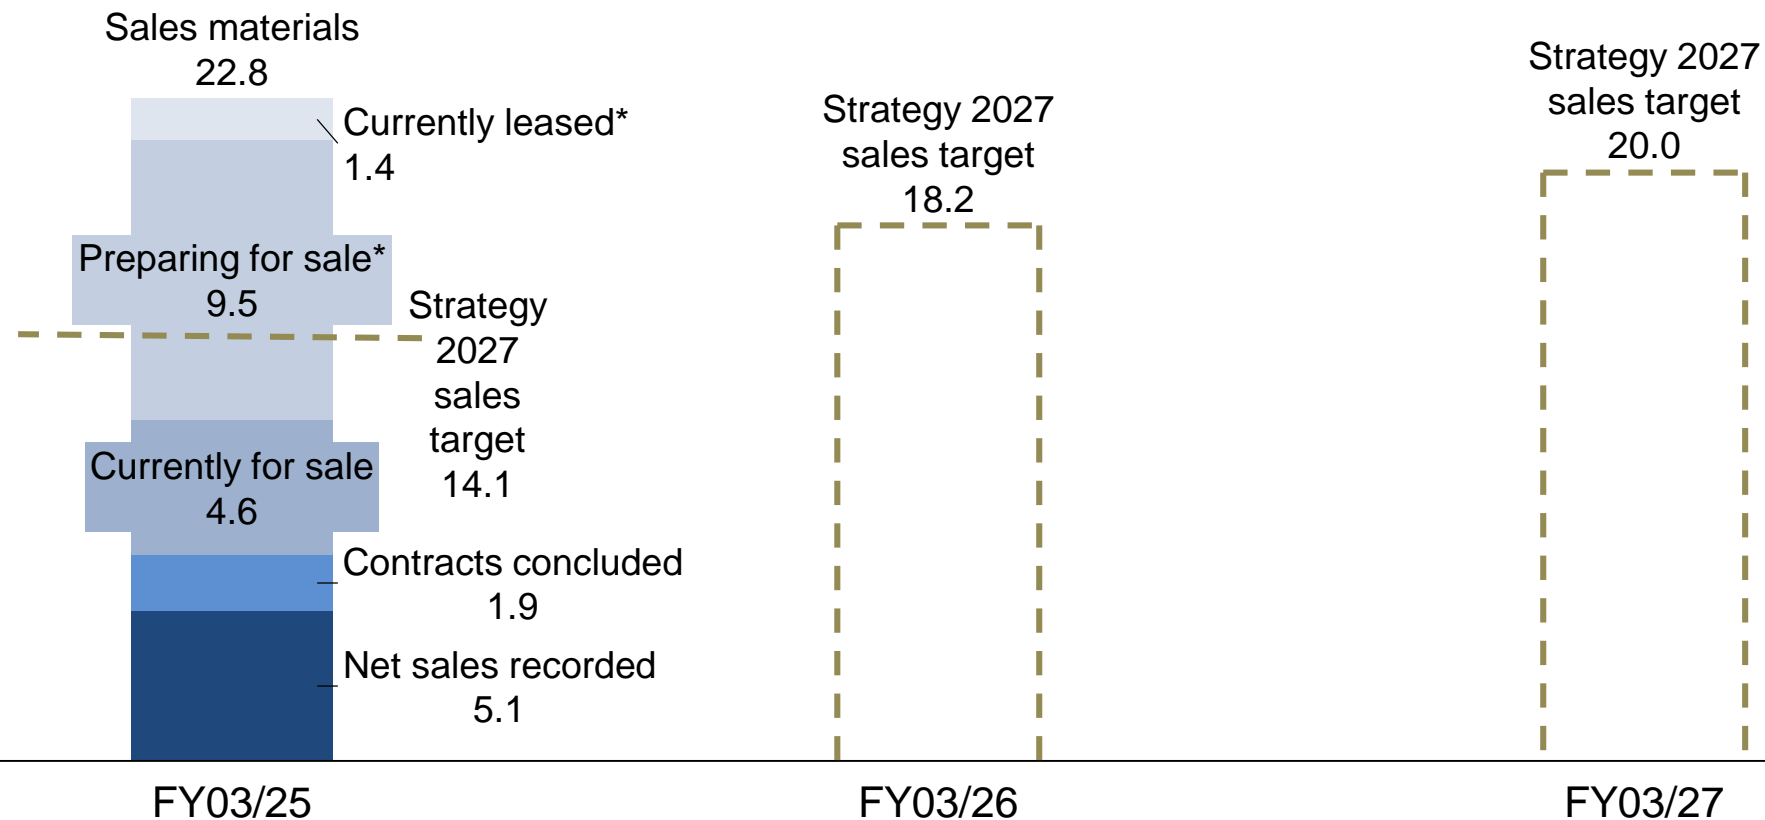 Sales materials
22.8
Currently leased*
1.4
Preparing for sale*
9.5
Strategy
2027
sales
target
14.1
Currently for sale
4.6
Contracts concluded
1.9
Net sales recorded
5.1
FY03/25
Strategy 2027
sales target
18.2
FY03/26
Strategy 2027
sales target
20.0
FY03/27